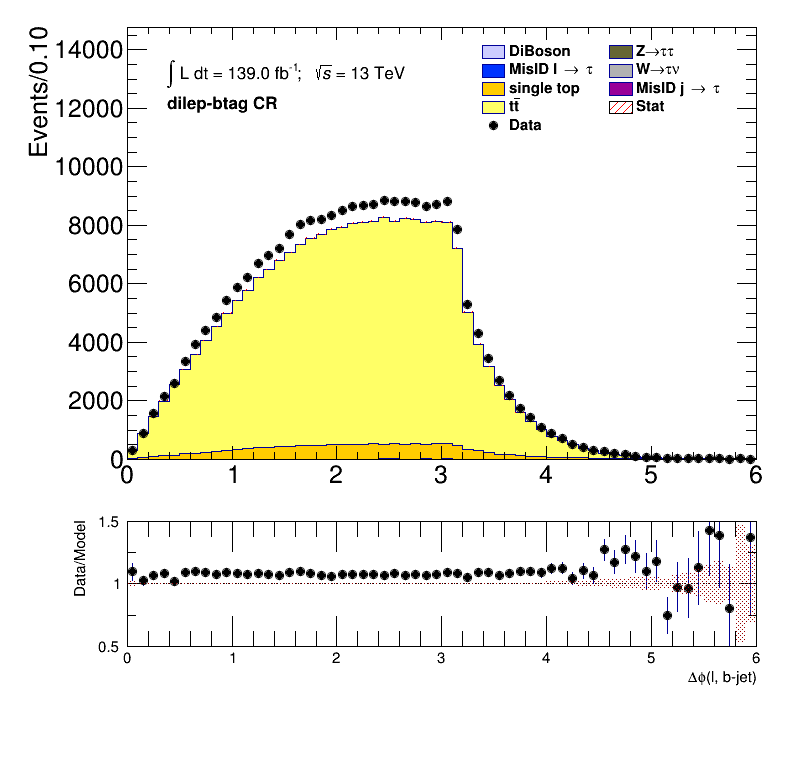 Events/0.10
14000
12000
10000
8000
6000
4000
2000
0
∫ L dt = 139.0 fb⁻¹; √s = 13 TeV
dilep-btag CR
DiBoson
MisID l → τ
single top
tt̄
Data
Z→ττ
W→τν
MisID j → τ
Stat
0 1 2 3 4 5 6
Data/Model
1.5
1
0.5
0 1 2 3 4 5 6
Δϕ(l, b-jet)